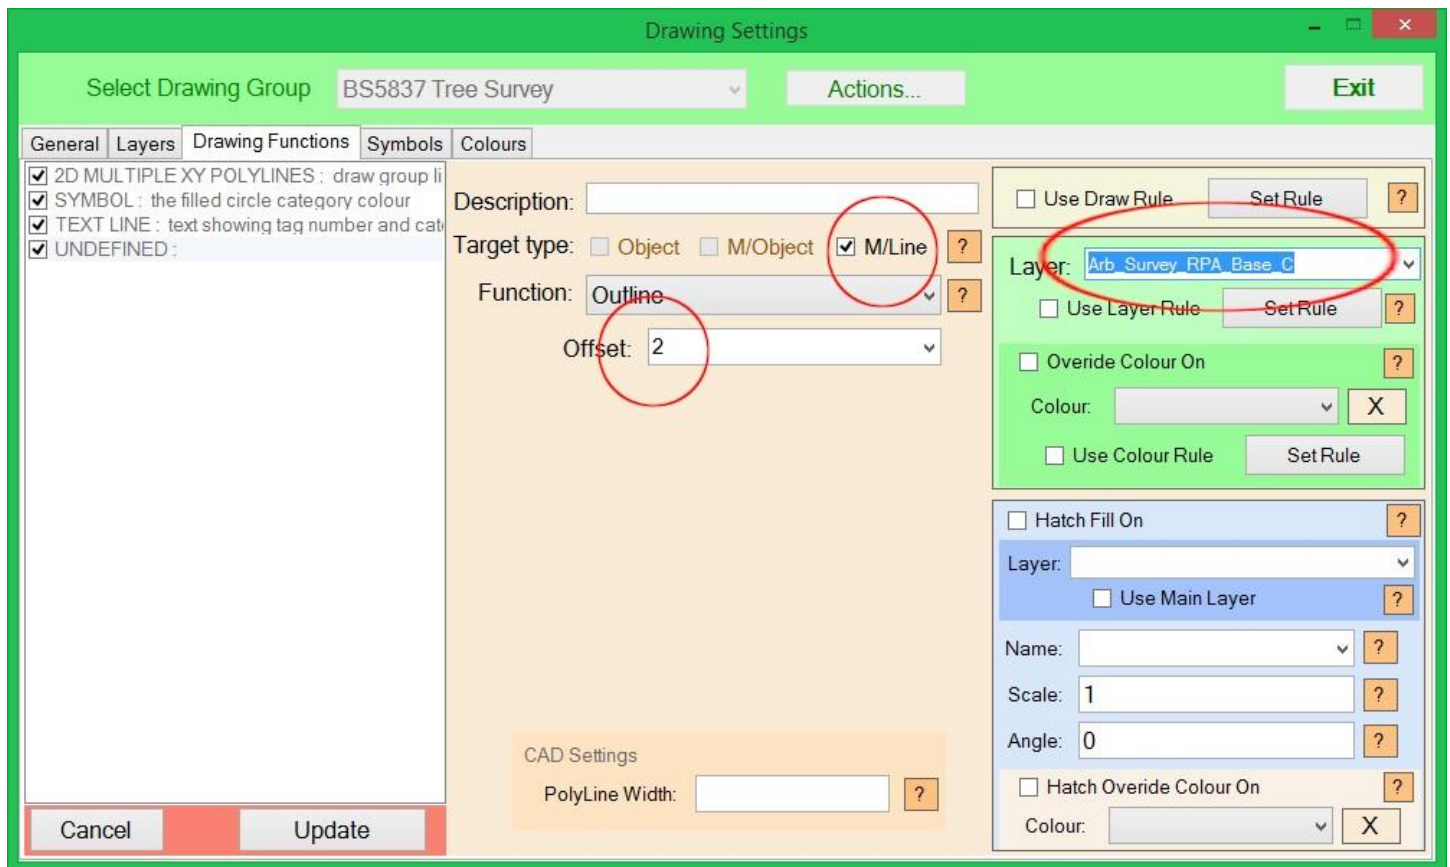 Drawing Settings
Select Drawing Group BS5837 Tree Survey Actions... Exit
General Layers Drawing Functions Symbols Colours
2D MULTIPLE XY POLYLINES : draw group li
SYMBOL : the filled circle category colour
TEXT LINE : text showing tag number and cat
UNDEFINED :
Cancel Update
Description:
Target type: Object M/Object M/Line ?
Function: Outline ?
Offset: 2
CAD Settings
PolyLine Width: ?
Use Draw Rule Set Rule ?
Layer: Arb_Survey_RPA_Base_C
Use Layer Rule Set Rule ?
Overide Colour On ?
Colour: X
Use Colour Rule Set Rule
Hatch Fill On ?
Layer:
Use Main Layer ?
Name: ?
Scale: 1 ?
Angle: 0 ?
Hatch Overide Colour On ?
Colour: X